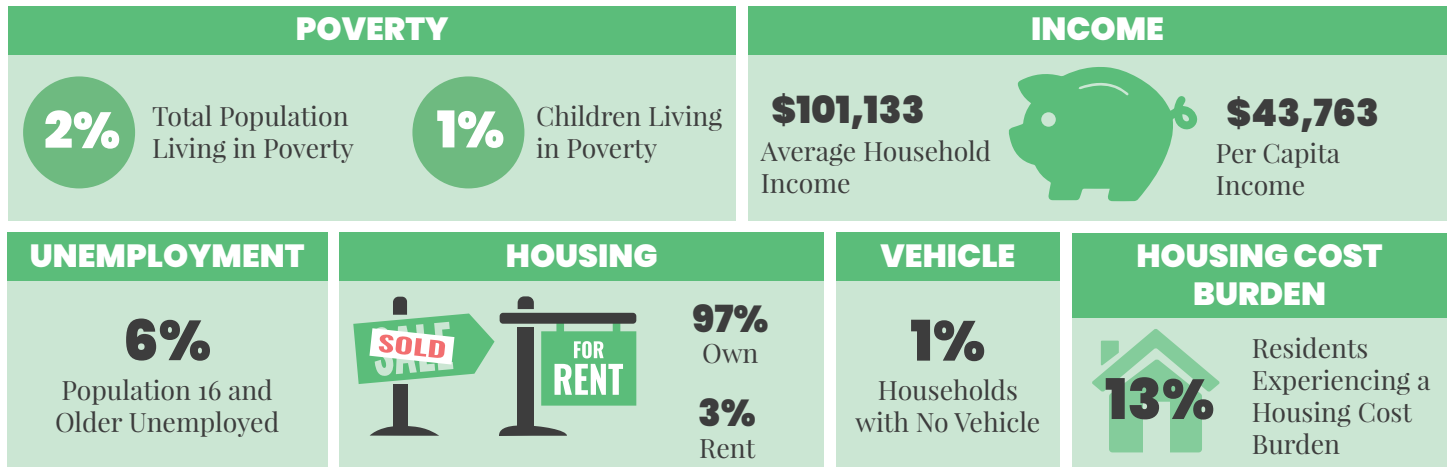 POVERTY
2%
Total Population
Living in Poverty
1%
Children Living
in Poverty
INCOME
$101,133
Average Household
Income
$43,763
Per Capita
Income
UNEMPLOYMENT
6%
Population 16 and
Older Unemployed
HOUSING
SALE
SOLD
FOR
RENT
97%
Own
3%
Rent
VEHICLE
1%
Households
with No Vehicle
HOUSING COST
BURDEN
13%
Residents
Experiencing a
Housing Cost
Burden